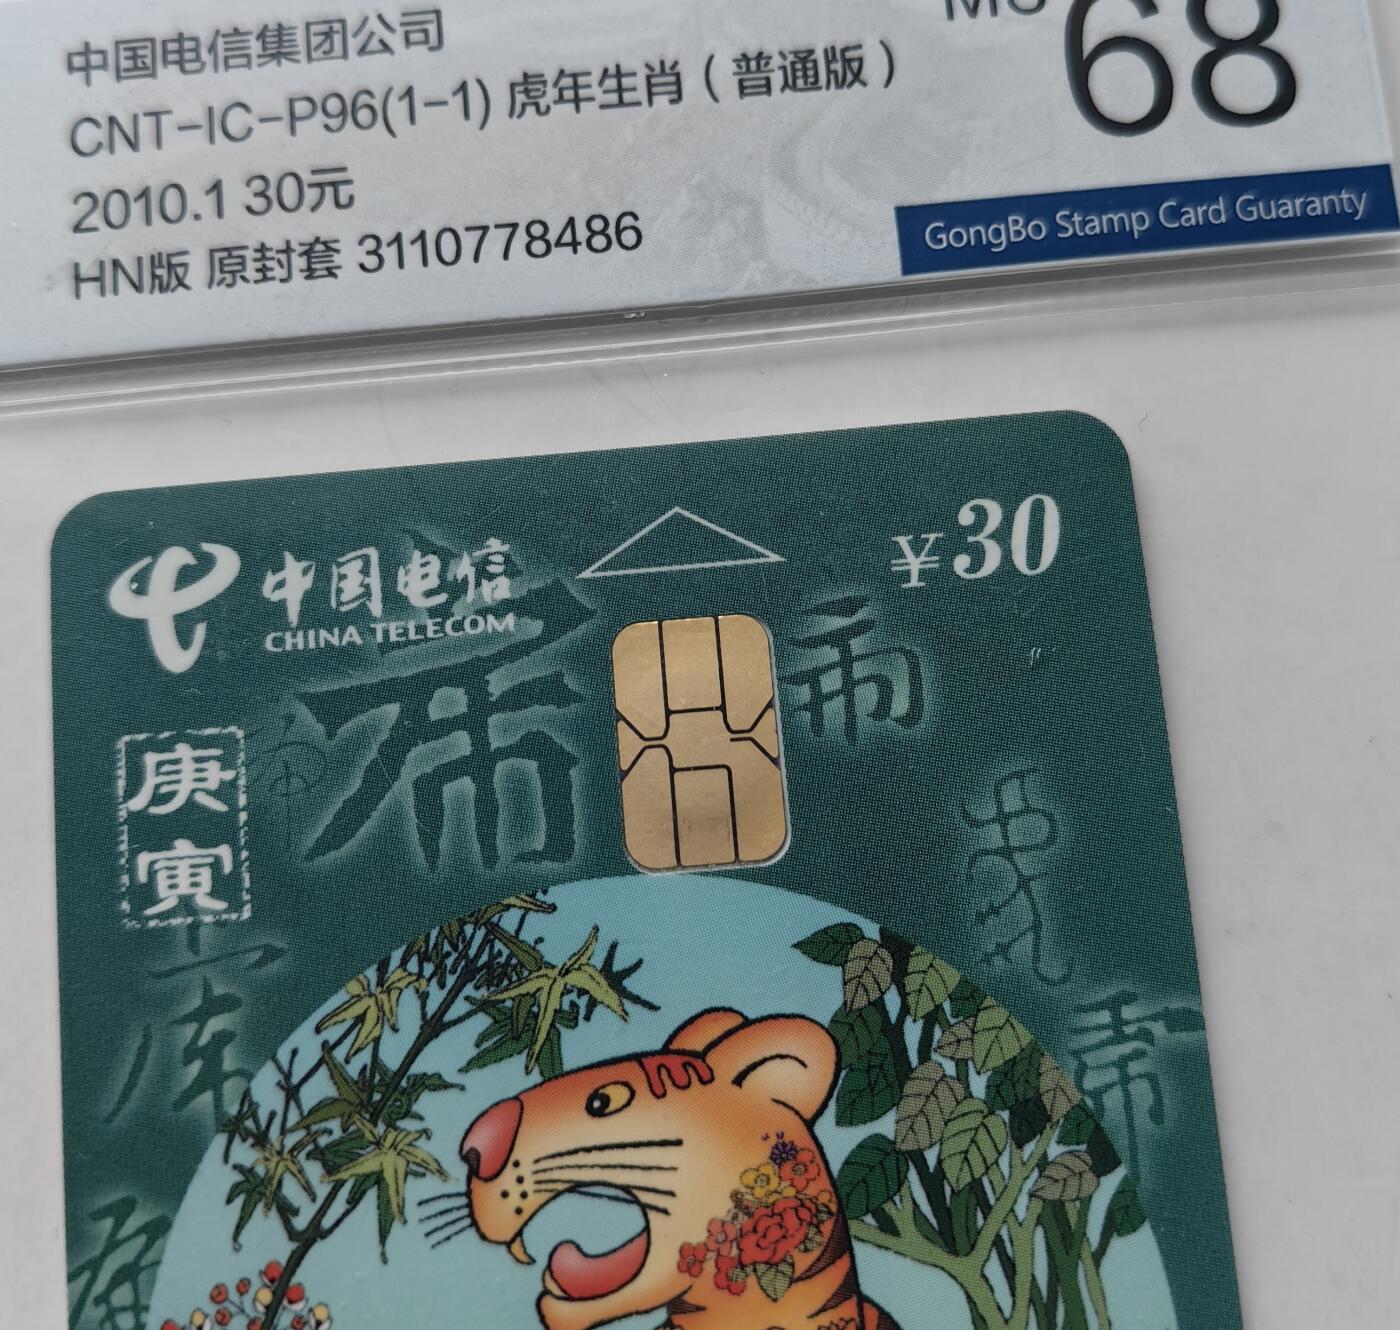 中国电信集团公司
MS 68
CNT-IC-P96(1-1) 虎年生肖(普通版)
2010.1 30元
HN版 原封套 3110778486
GongBo Stamp Card Guaranty
中国电信
CHINA TELECOM
¥30
庚
寅